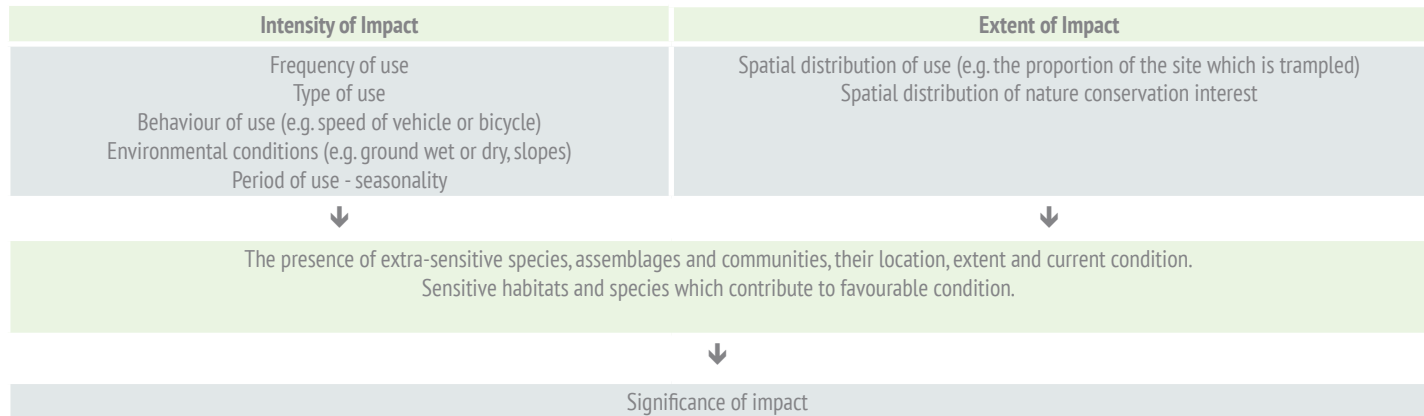 Intensity of Impact
Frequency of use
Type of use
Behaviour of use (e.g. speed of vehicle or bicycle)
Environmental conditions (e.g. ground wet or dry, slopes)
Period of use - seasonality
Extent of Impact
Spatial distribution of use (e.g. the proportion of the site which is trampled)
Spatial distribution of nature conservation interest
The presence of extra-sensitive species, assemblages and communities, their location, extent and current condition.
Sensitive habitats and species which contribute to favourable condition.
Significance of impact